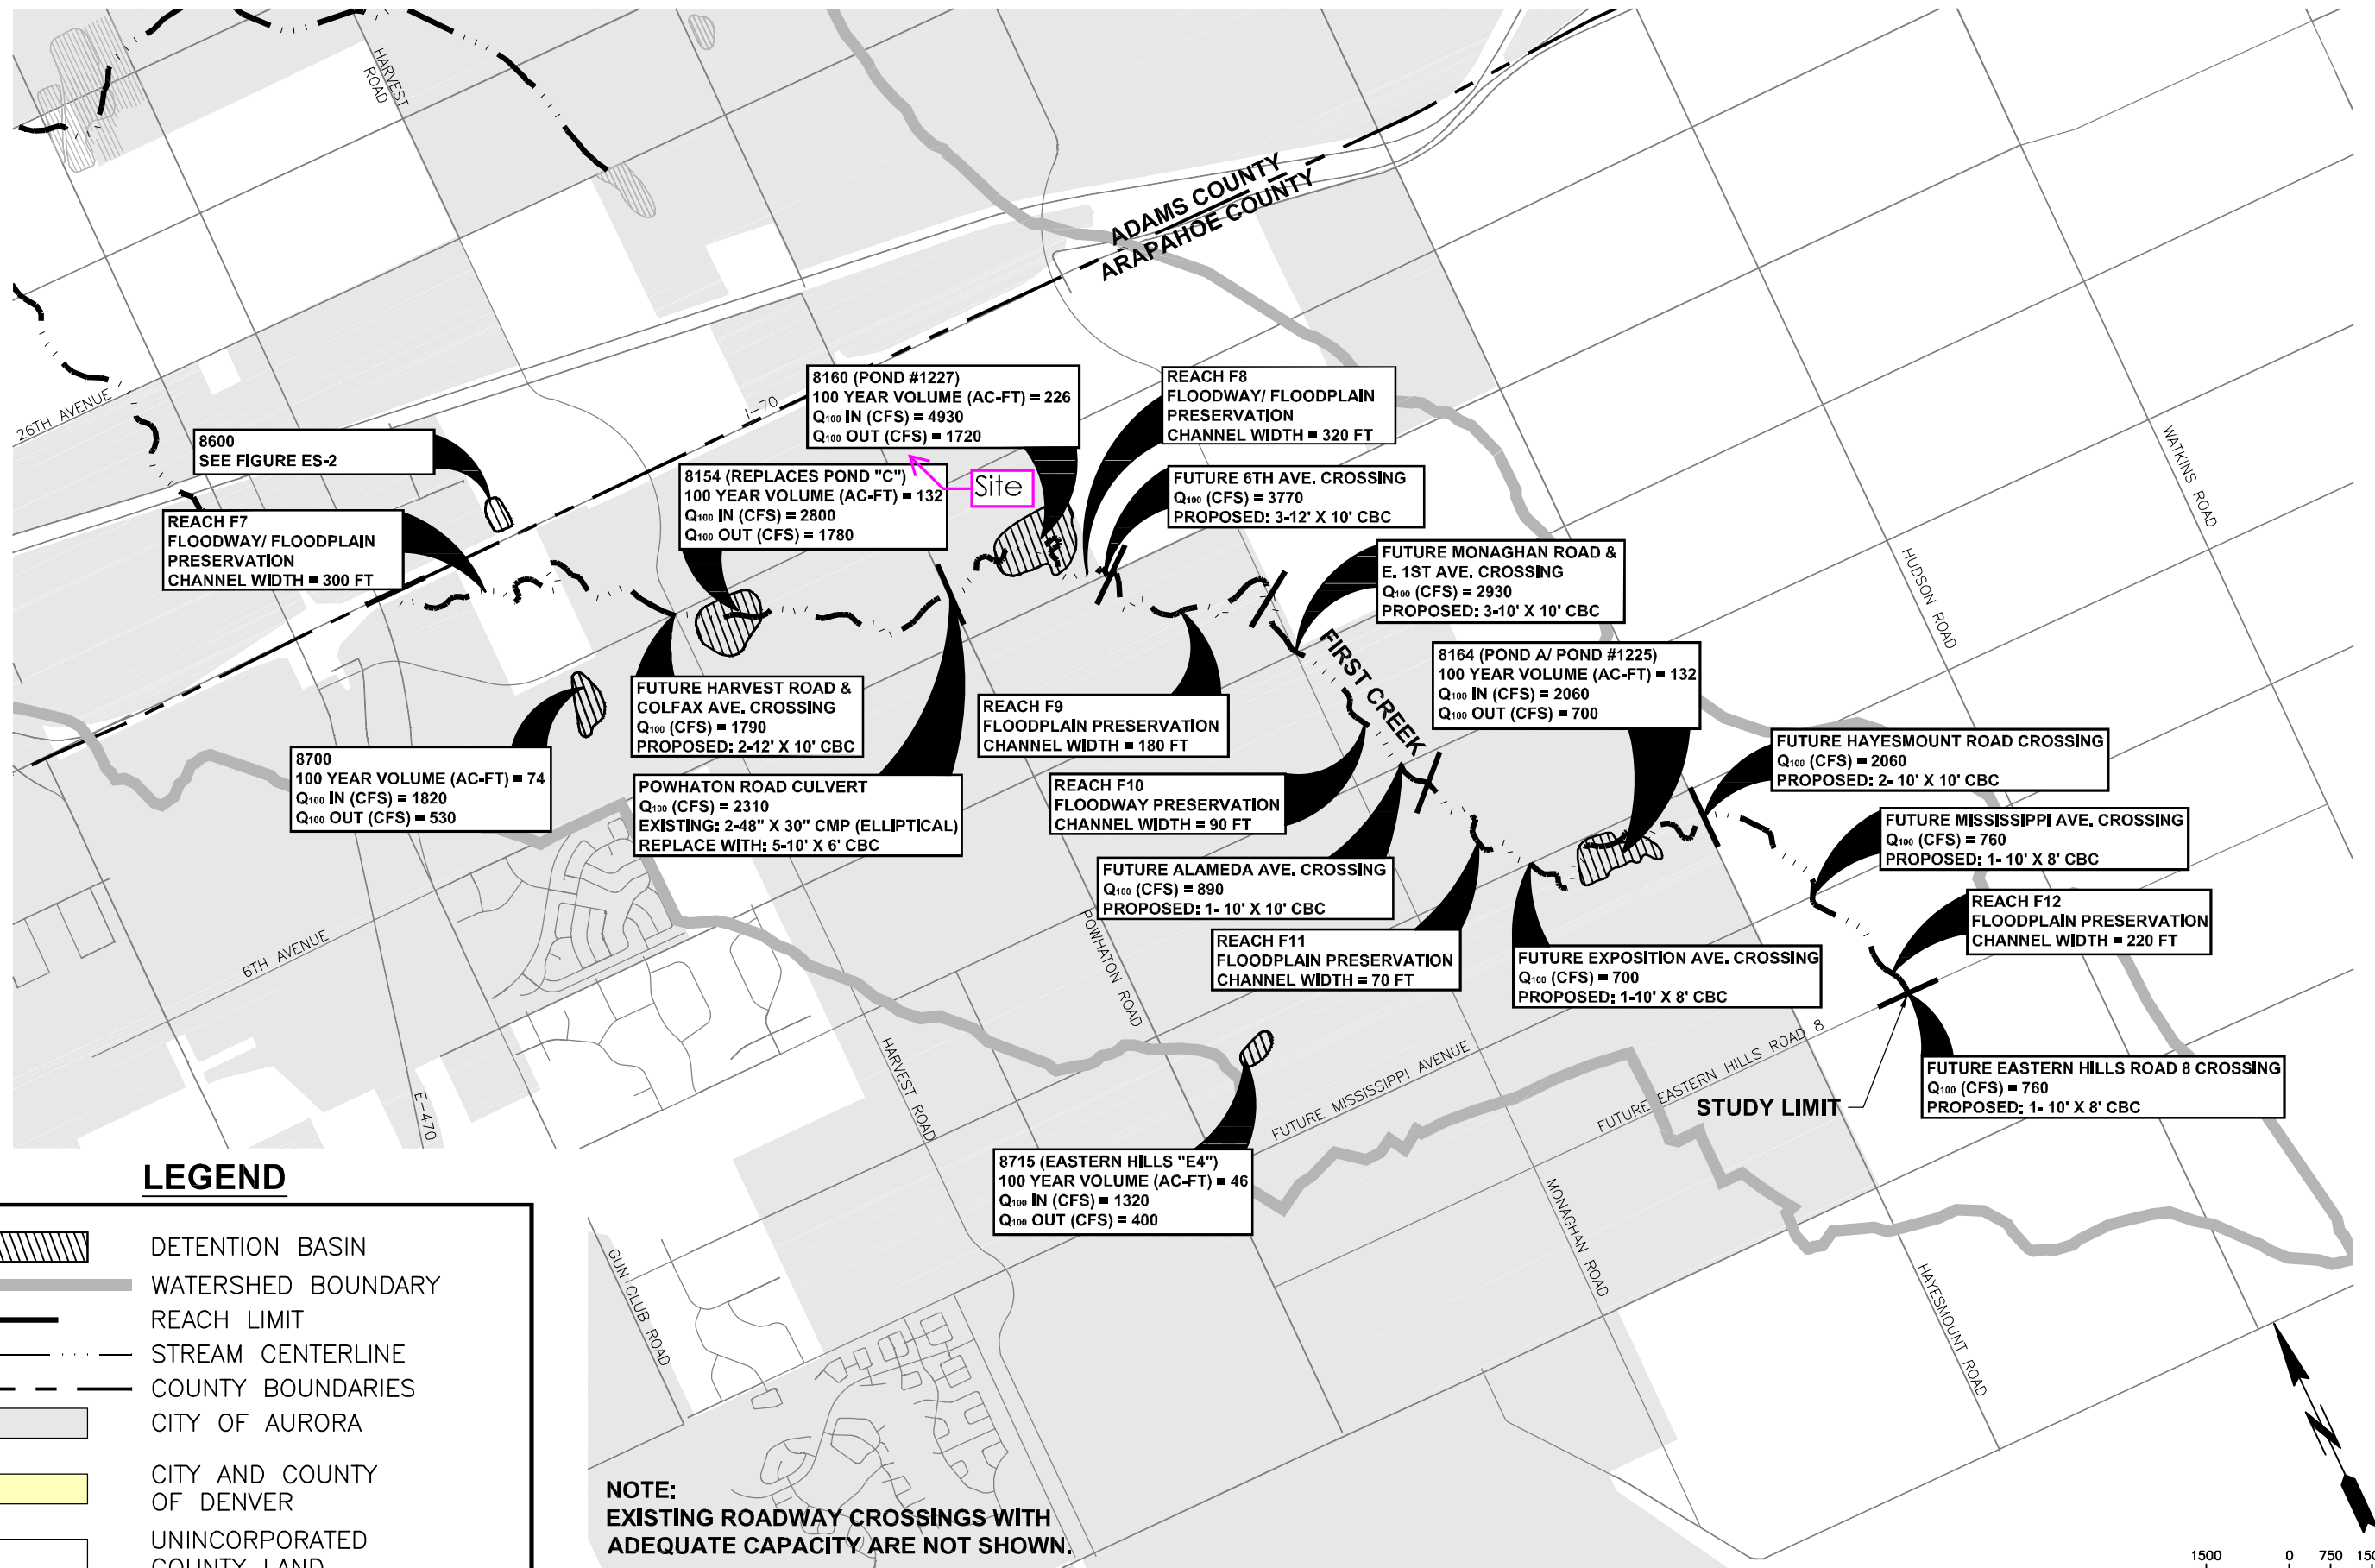 HARVEST
ROAD
ADAMS COUNTY
ARAPAHOE COUNTY
I-70
26TH AVENUE
8160 (POND #1227)
100 YEAR VOLUME (AC-FT) = 226
Q100 IN (CFS) = 4930
Q100 OUT (CFS) = 1720
REACH F8
FLOODWAY/ FLOODPLAIN
PRESERVATION
CHANNEL WIDTH = 320 FT
8600
SEE FIGURE ES-2
8154 (REPLACES POND "C")
100 YEAR VOLUME (AC-FT) = 132
Q100 IN (CFS) = 2800
Q100 OUT (CFS) = 1780
Site
FUTURE 6TH AVE. CROSSING
Q100 (CFS) = 3770
PROPOSED: 3-12' X 10' CBC
WATKINS ROAD
REACH F7
FLOODWAY/ FLOODPLAIN
PRESERVATION
CHANNEL WIDTH = 300 FT
FUTURE MONAGHAN ROAD &
E. 1ST AVE. CROSSING
Q100 (CFS) = 2930
PROPOSED: 3-10' X 10' CBC
HUDSON ROAD
FIRST CREEK
8164 (POND A/ POND #1225)
100 YEAR VOLUME (AC-FT) = 132
Q100 IN (CFS) = 2060
Q100 OUT (CFS) = 700
FUTURE HARVEST ROAD &
COLFAX AVE. CROSSING
Q100 (CFS) = 1790
PROPOSED: 2-12' X 10' CBC
REACH F9
FLOODPLAIN PRESERVATION
CHANNEL WIDTH = 180 FT
FUTURE HAYESMOUNT ROAD CROSSING
Q100 (CFS) = 2060
PROPOSED: 2- 10' X 10' CBC
8700
100 YEAR VOLUME (AC-FT) = 74
Q100 IN (CFS) = 1820
Q100 OUT (CFS) = 530
POWHATON ROAD CULVERT
Q100 (CFS) = 2310
EXISTING: 2-48" X 30" CMP (ELLIPTICAL)
REPLACE WITH: 5-10' X 6' CBC
REACH F10
FLOODWAY PRESERVATION
CHANNEL WIDTH = 90 FT
FUTURE MISSISSIPPI AVE. CROSSING
Q100 (CFS) = 760
PROPOSED: 1- 10' X 8' CBC
FUTURE ALAMEDA AVE. CROSSING
Q100 (CFS) = 890
PROPOSED: 1- 10' X 10' CBC
REACH F12
FLOODPLAIN PRESERVATION
CHANNEL WIDTH = 220 FT
6TH AVENUE
POWHATON ROAD
REACH F11
FLOODPLAIN PRESERVATION
CHANNEL WIDTH = 70 FT
FUTURE EXPOSITION AVE. CROSSING
Q100 (CFS) = 700
PROPOSED: 1-10' X 8' CBC
E-470
HARVEST ROAD
FUTURE MISSISSIPPI AVENUE
FUTURE EASTERN HILLS ROAD 8
STUDY LIMIT
FUTURE EASTERN HILLS ROAD 8 CROSSING
Q100 (CFS) = 760
PROPOSED: 1- 10' X 8' CBC
8715 (EASTERN HILLS "E4")
100 YEAR VOLUME (AC-FT) = 46
Q100 IN (CFS) = 1320
Q100 OUT (CFS) = 400
MONAGHAN ROAD
GUN CLUB ROAD
HAYESMOUNT ROAD
LEGEND
DETENTION BASIN
WATERSHED BOUNDARY
REACH LIMIT
STREAM CENTERLINE
COUNTY BOUNDARIES
CITY OF AURORA
CITY AND COUNTY
OF DENVER
UNINCORPORATED
COUNTY LAND
NOTE:
EXISTING ROADWAY CROSSINGS WITH
ADEQUATE CAPACITY ARE NOT SHOWN.
N
1500 0 750